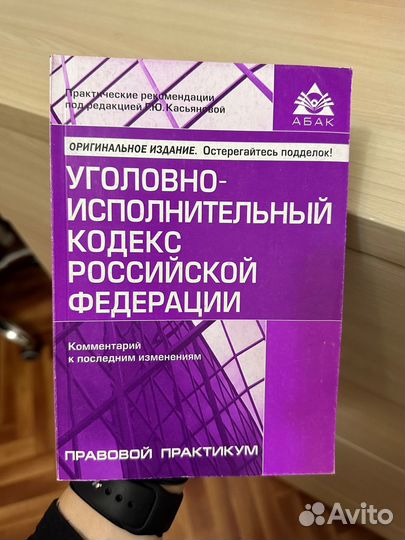 Практические рекомендации
под редакцией Г.Ю. Касьяновой
АБАК
ОРИГИНАЛЬНОЕ ИЗДАНИЕ. Остерегайтесь подделок!
УГОЛОВНО-
ИСПОЛНИТЕЛЬНЫЙ
КОДЕКС
РОССИЙСКОЙ
ФЕДЕРАЦИИ
Комментарий
к последним изменениям
ПРАВОВОЙ ПРАКТИКУМ
Avito